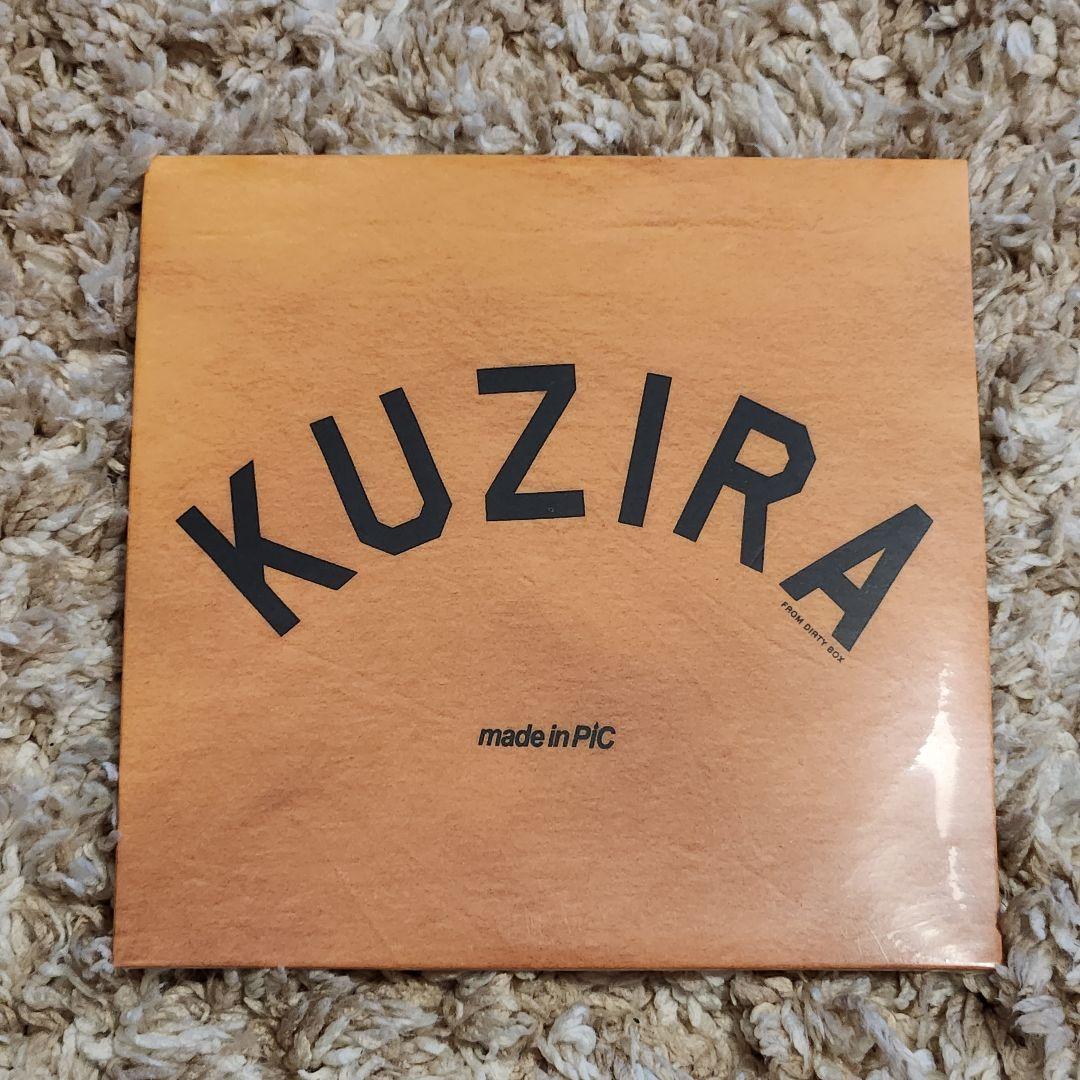 KUZIRA
FROM DIRTY BOX
made in PiC